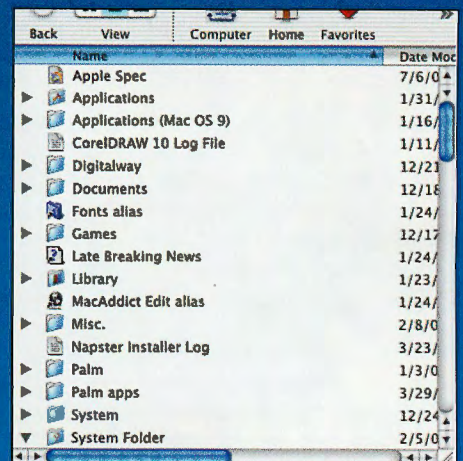 Back View Computer Home Favorites
Name Date Moc
Apple Spec 7/6/0
Applications 1/31/
Applications (Mac OS 9) 1/16/
CorelDRAW 10 Log File 1/11/
Digitalway 12/21
Documents 12/18
Fonts alias 1/24/
Games 12/17
Late Breaking News 1/24/
Library 1/23/
MacAddict Edit alias 1/24/
Misc. 2/8/0
Napster Installer Log 3/23/
Palm 1/3/0
Palm apps 3/29/
System 12/24
System Folder 2/5/0